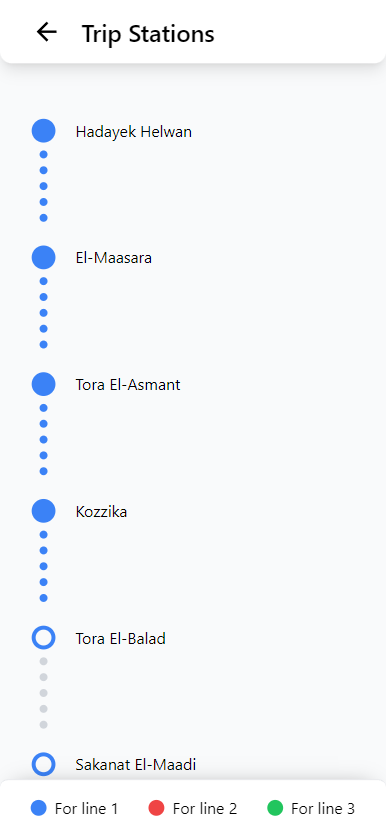 Trip Stations
Hadayek Helwan
El-Maasara
Tora El-Asmant
Kozzika
Tora El-Balad
Sakanat El-Maadi
For line 1 For line 2 For line 3